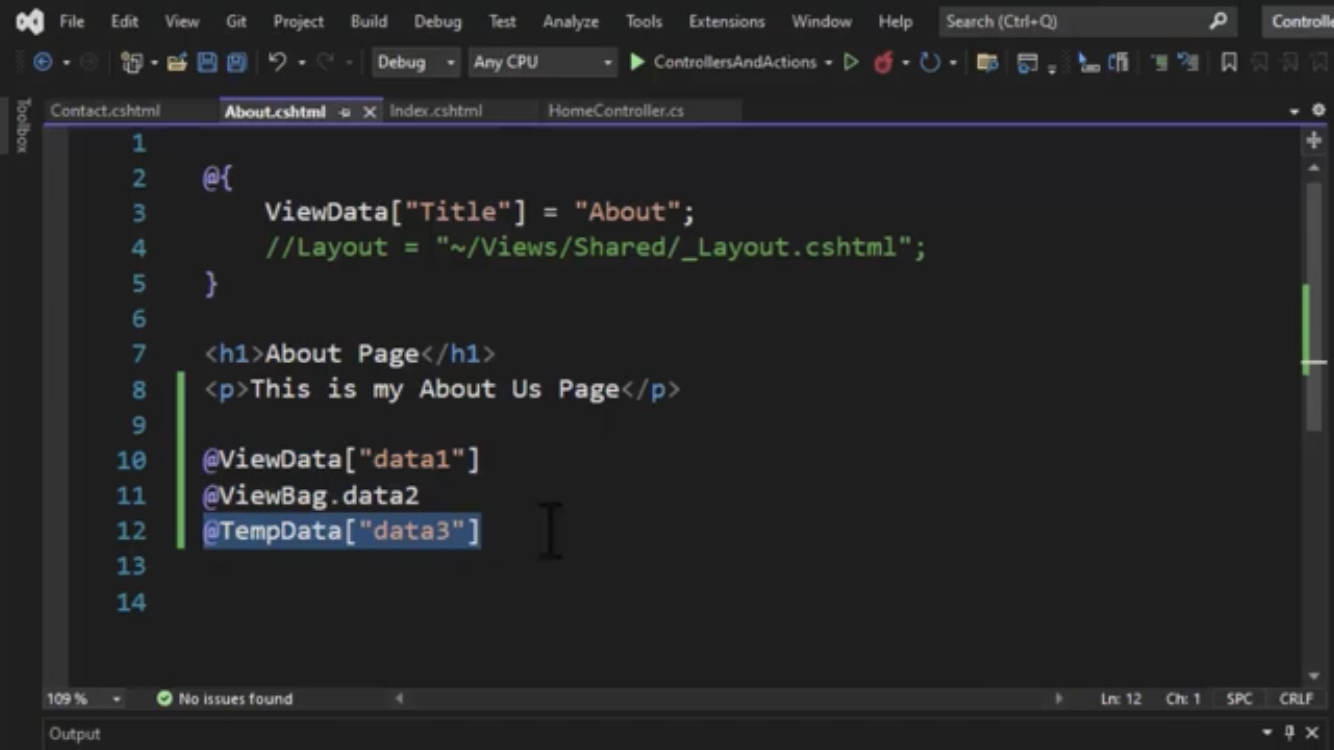 File Edit View Git Project Build Debug Test Analyze Tools Extensions Window Help Search (Ctrl+Q)
Debug Any CPU ControllersAndActions
Toolbox
Contact.cshtml About.cshtml Index.cshtml HomeController.cs
1
2 @{
3 ViewData["Title"] = "About";
4 //Layout = "~/Views/Shared/_Layout.cshtml";
5 }
6
7 <h1>About Page</h1>
8 <p>This is my About Us Page</p>
9
10 @ViewData["data1"]
11 @ViewBag.data2
12 @TempData["data3"]
13
14
109 % No issues found Ln: 12 Ch: 1 SPC CRLF
Output